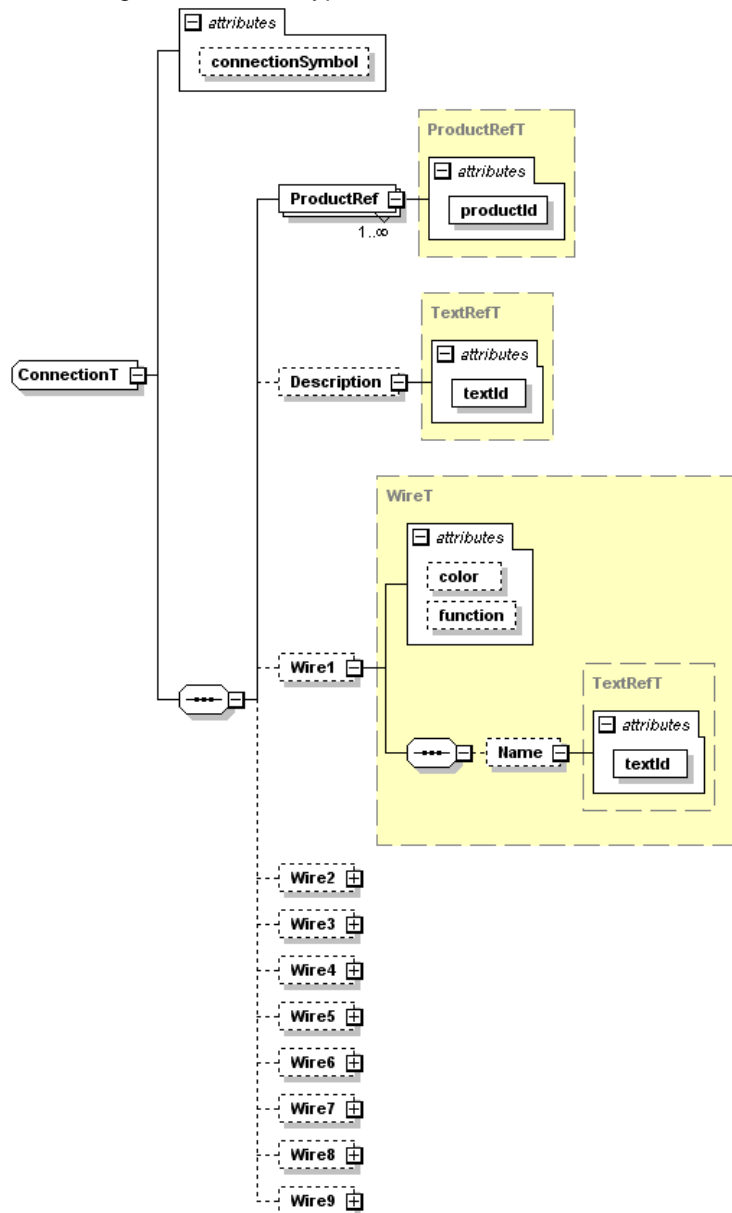 attributes
connectionSymbol
ProductRefT
attributes
ProductRef
productId
1..∞
TextRefT
attributes
ConnectionT
Description
textId
WireT
attributes
color
function
Wire1
TextRefT
attributes
Name
textId
Wire2
Wire3
Wire4
Wire5
Wire6
Wire7
Wire8
Wire9